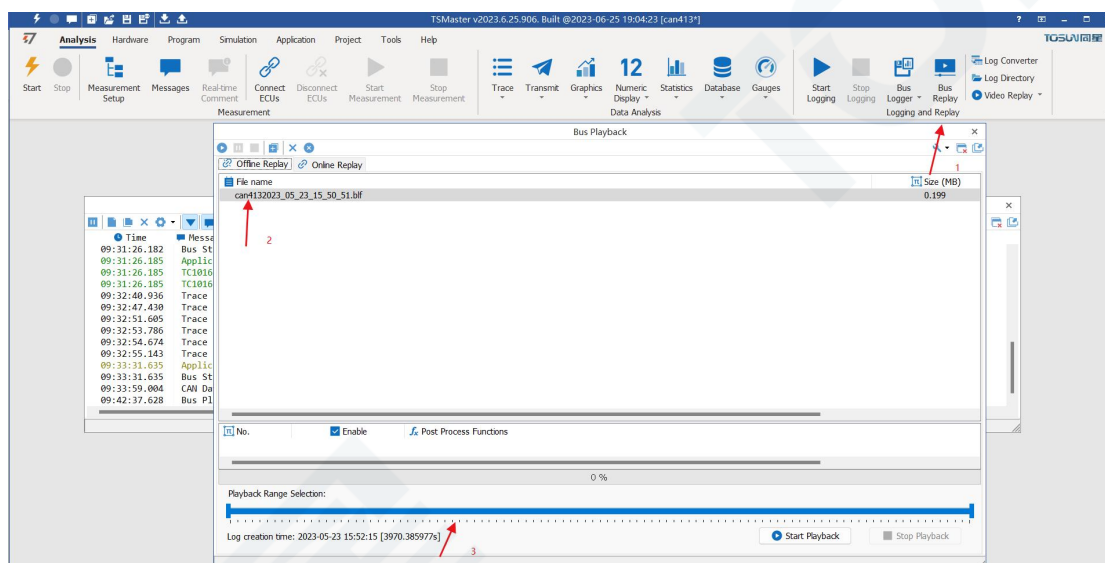 TSMaster v2023.6.25.906. Built @2023-06-25 19:04:23 [can413*]
Analysis Hardware Program Simulation Application Project Tools Help
TOSUN同星
Start Stop Measurement Setup Messages Real-time Comment Connect ECUs Disconnect ECUs Start Measurement Stop Measurement Trace Transmit Graphics 12 Numeric Display Statistics Database Gauges Start Logging Stop Logging Bus Logger Bus Replay
Log Converter
Log Directory
Video Replay
Measurement Data Analysis Logging and Replay
Bus Playback
1
Offline Replay Online Replay
File name Size (MB)
can4132023_05_23_15_50_51.blf 0.199
2
Time Messa
09:31:26.182 Bus St
09:31:26.185 Applic
09:31:26.185 TC1016
09:31:26.185 TC1016
09:32:40.936 Trace
09:32:47.430 Trace
09:32:51.605 Trace
09:32:53.786 Trace
09:32:54.674 Trace
09:32:55.143 Trace
09:33:31.635 Applic
09:33:31.635 Bus St
09:33:59.004 CAN Da
09:42:37.628 Bus Pl
No. Enable Post Process Functions
0 %
Playback Range Selection:
Log creation time: 2023-05-23 15:52:15 [3970.385977s]
3
Start Playback Stop Playback